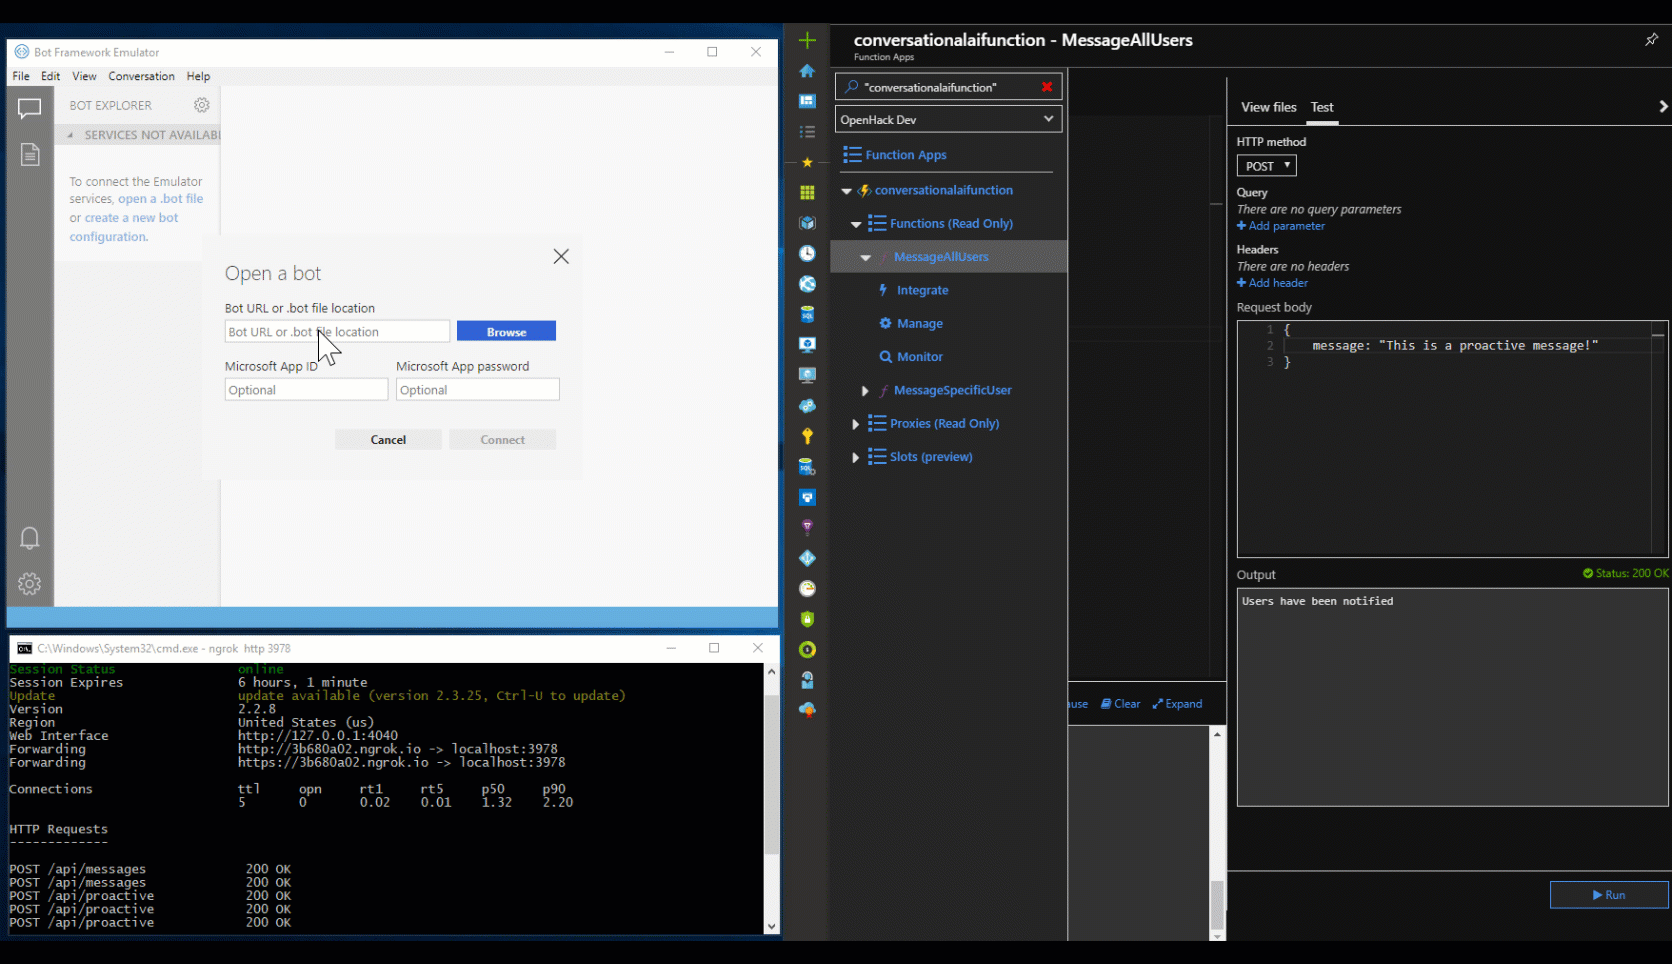 Bot Framework Emulator
File Edit View Conversation Help
BOT EXPLORER
SERVICES NOT AVAILABL
To connect the Emulator
services, open a .bot file
or create a new bot
configuration.
Open a bot
Bot URL or .bot file location
Bot URL or .bot file location
Browse
Microsoft App ID
Microsoft App password
Optional
Optional
Cancel
Connect
C:\Windows\System32\cmd.exe - ngrok http 3978
Session Status online
Session Expires 6 hours, 1 minute
Update update available (version 2.3.25, Ctrl-U to update)
Version 2.2.8
Region United States (us)
Web Interface http://127.0.0.1:4040
Forwarding http://3b680a02.ngrok.io -> localhost:3978
Forwarding https://3b680a02.ngrok.io -> localhost:3978
Connections ttl opn rt1 rt5 p50 p90
5 0 0.02 0.01 1.32 2.20
HTTP Requests
-------------
POST /api/messages 200 OK
POST /api/messages 200 OK
POST /api/proactive 200 OK
POST /api/proactive 200 OK
POST /api/proactive 200 OK
conversationalaifunction - MessageAllUsers
Function Apps
"conversationalaifunction"
OpenHack Dev
Function Apps
conversationalaifunction
Functions (Read Only)
MessageAllUsers
Integrate
Manage
Monitor
MessageSpecificUser
Proxies (Read Only)
Slots (preview)
ause Clear Expand
View files Test
HTTP method
POST
Query
There are no query parameters
+ Add parameter
Headers
There are no headers
+ Add header
Request body
1 {
2 message: "This is a proactive message!"
3 }
Output
Status: 200 OK
Users have been notified
Run